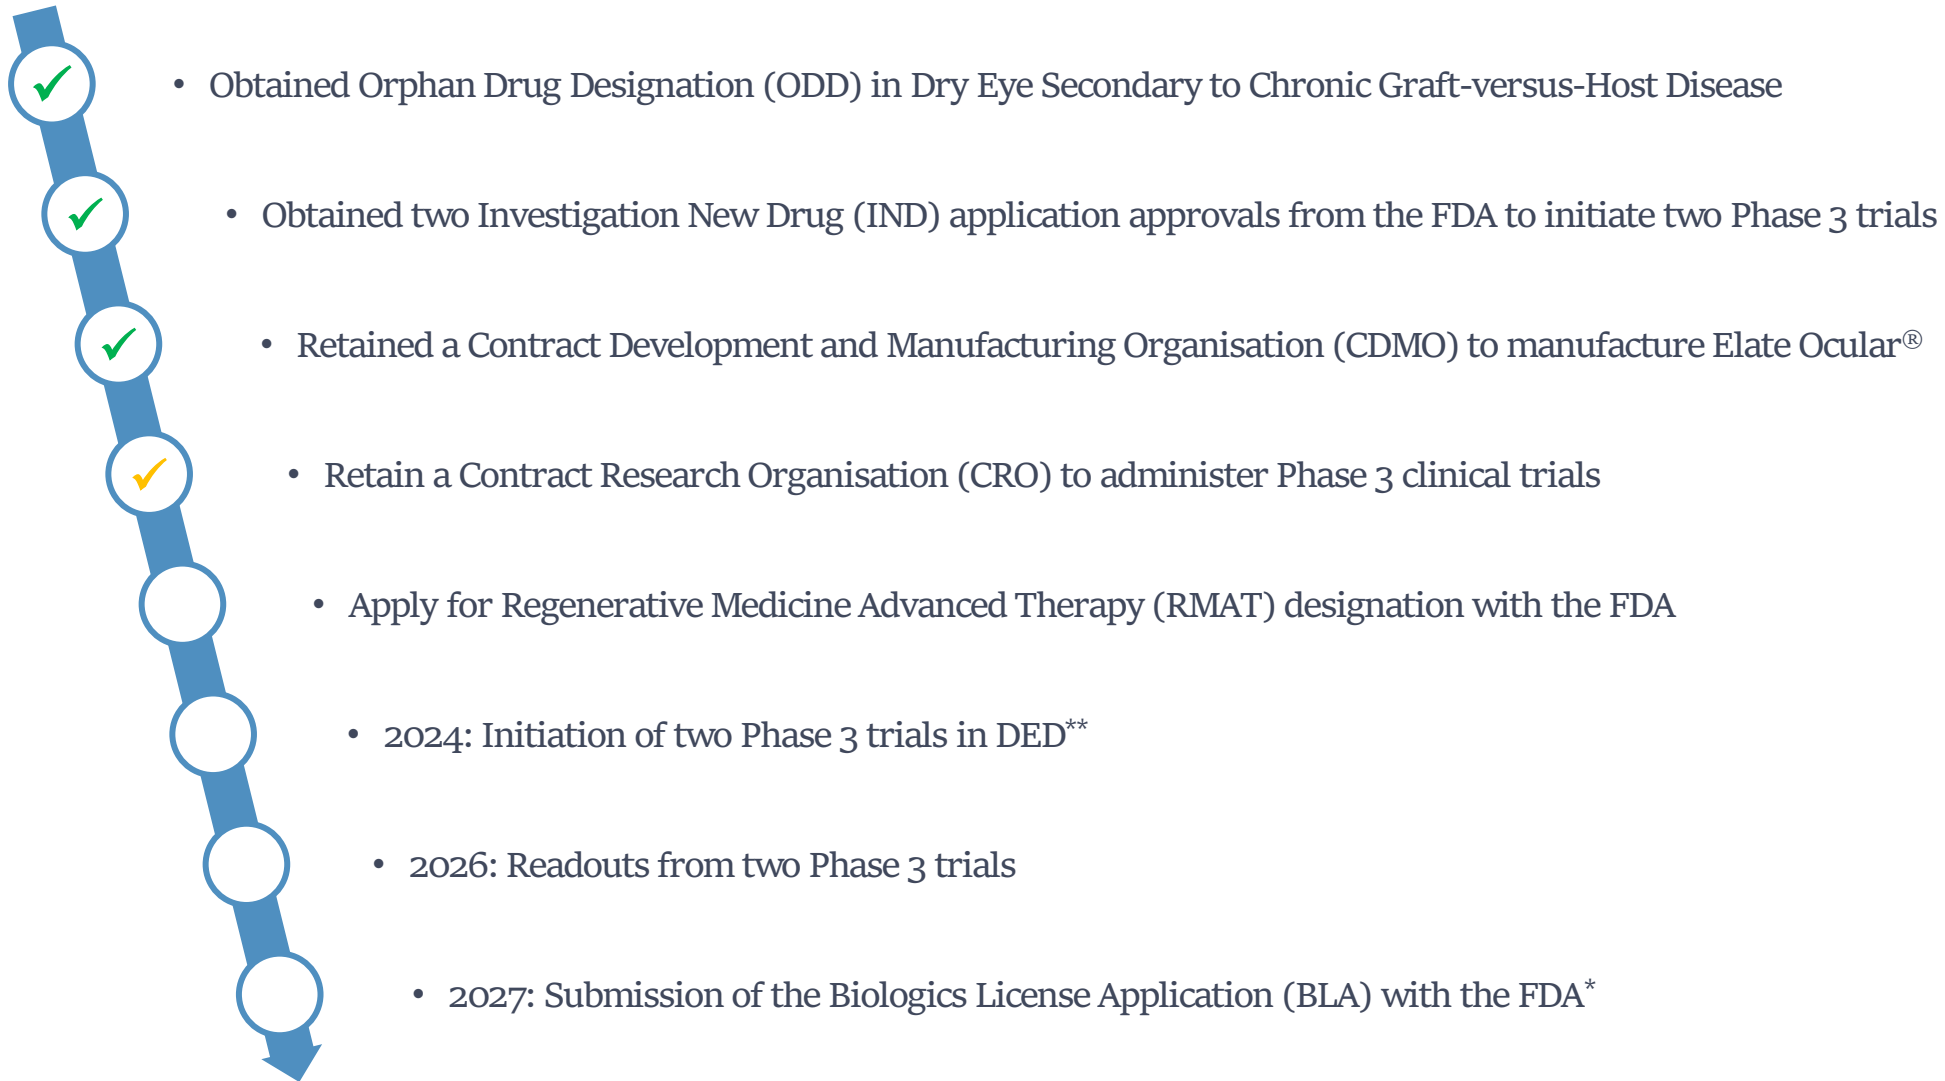 • Obtained Orphan Drug Designation (ODD) in Dry Eye Secondary to Chronic Graft-versus-Host Disease
• Obtained two Investigation New Drug (IND) application approvals from the FDA to initiate two Phase 3 trials
• Retained a Contract Development and Manufacturing Organisation (CDMO) to manufacture Elate Ocular®
• Retain a Contract Research Organisation (CRO) to administer Phase 3 clinical trials
• Apply for Regenerative Medicine Advanced Therapy (RMAT) designation with the FDA
• 2024: Initiation of two Phase 3 trials in DED**
• 2026: Readouts from two Phase 3 trials
• 2027: Submission of the Biologics License Application (BLA) with the FDA*